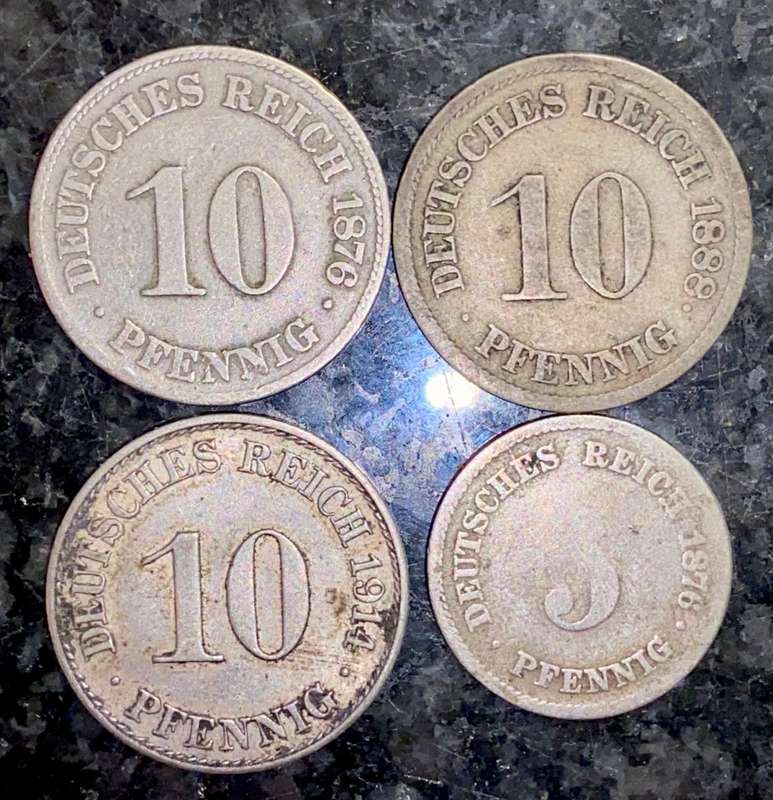 DEUTSCHES REICH 1876
10
· PFENNIG ·
DEUTSCHES REICH 1888
10
· PFENNIG ·
DEUTSCHES REICH 1914
10
· PFENNIG ·
DEUTSCHES REICH 1876
5
· PFENNIG ·